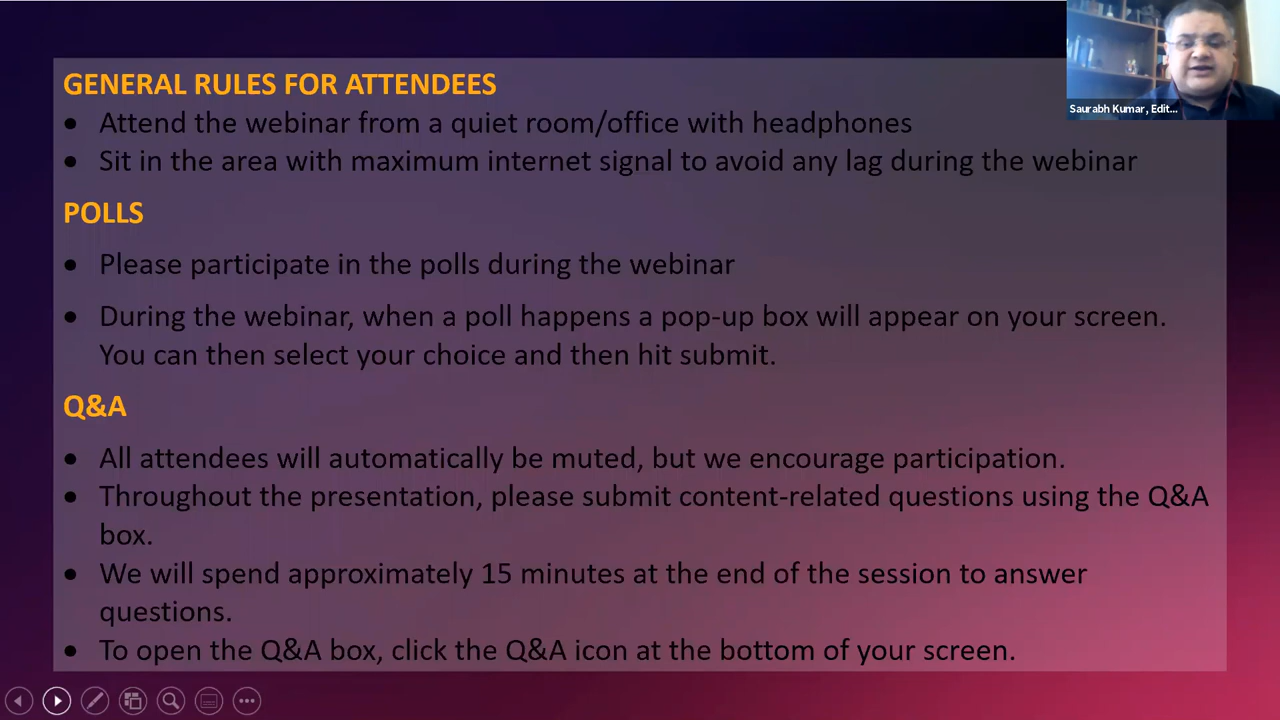 GENERAL RULES FOR ATTENDEES
• Attend the webinar from a quiet room/office with headphones
• Sit in the area with maximum internet signal to avoid any lag during the webinar
POLLS
• Please participate in the polls during the webinar
• During the webinar, when a poll happens a pop-up box will appear on your screen.
You can then select your choice and then hit submit.
Q&A
• All attendees will automatically be muted, but we encourage participation.
• Throughout the presentation, please submit content-related questions using the Q&A
box.
• We will spend approximately 15 minutes at the end of the session to answer
questions.
• To open the Q&A box, click the Q&A icon at the bottom of your screen.
Saurabh Kumar, Edit...